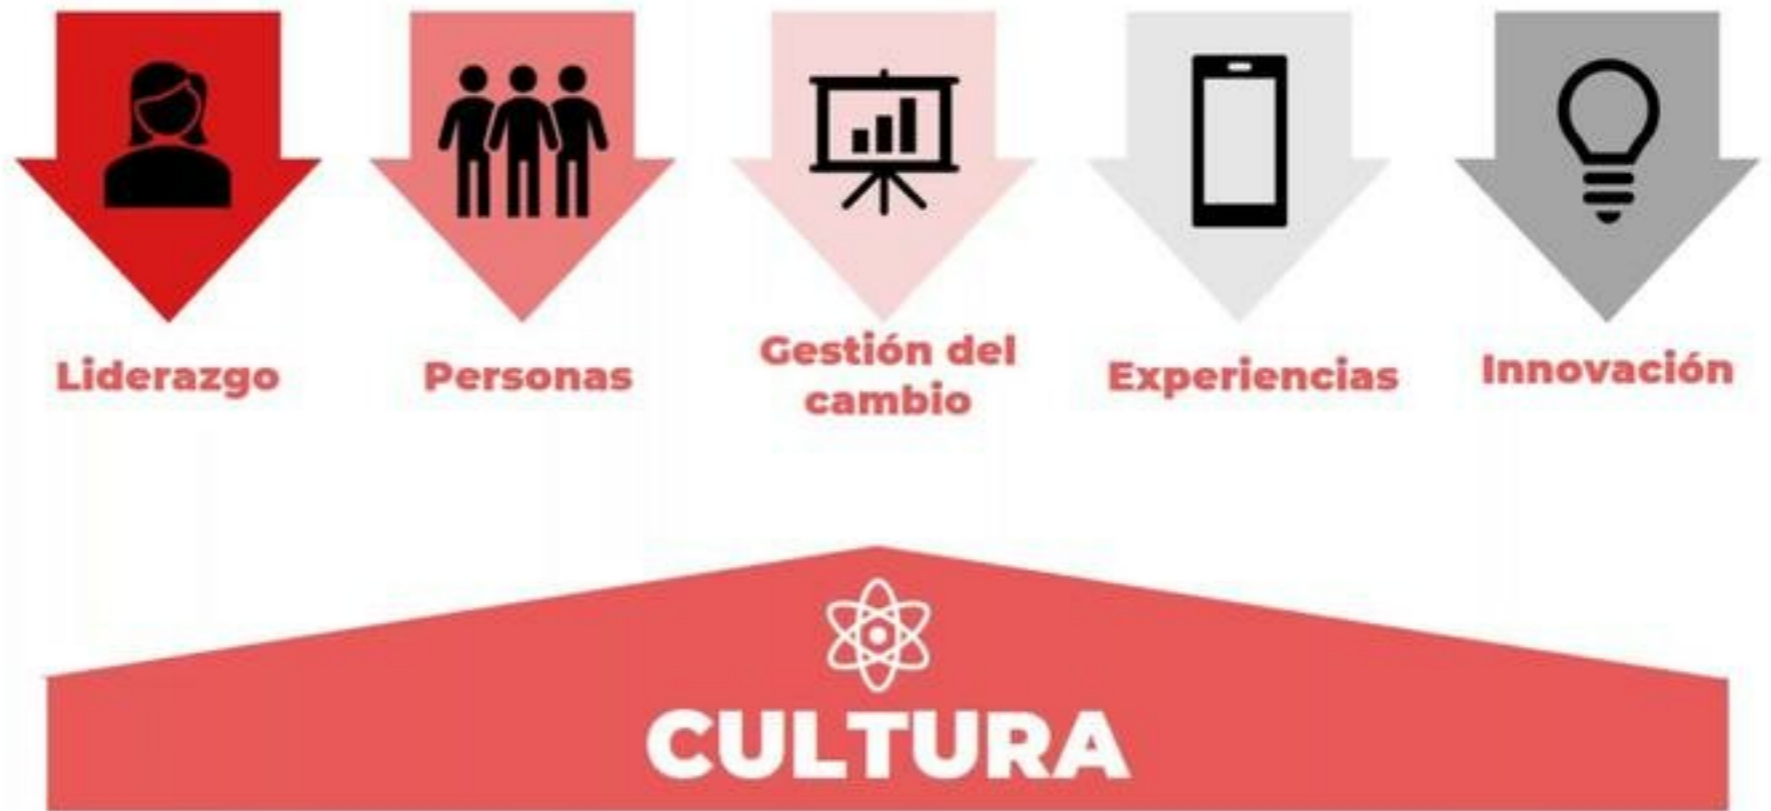 Liderazgo
Personas
Gestión del
cambio
Experiencias
Innovación
CULTURA